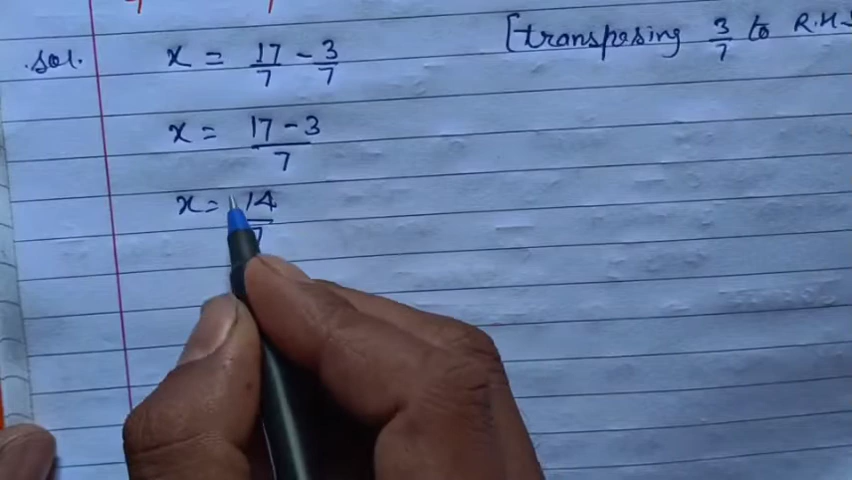 sol. x = 17/7 - 3/7 [transposing 3/7 to R.H.S
x = 17-3/7
x = 14/7